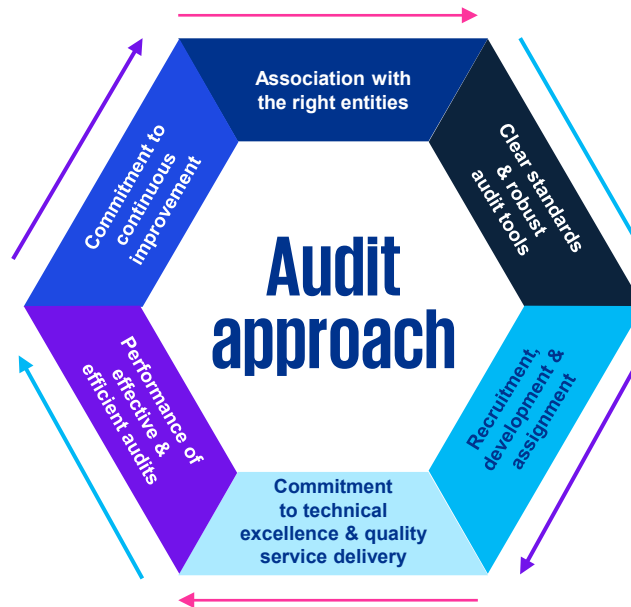 Association with
the right entities
Clear standards
& robust
audit tools
Recruitment,
development &
assignment
Commitment
to technical
excellence & quality
service delivery
Performance of
effective &
efficient audits
Commitment to
continuous
improvement
Audit
approach